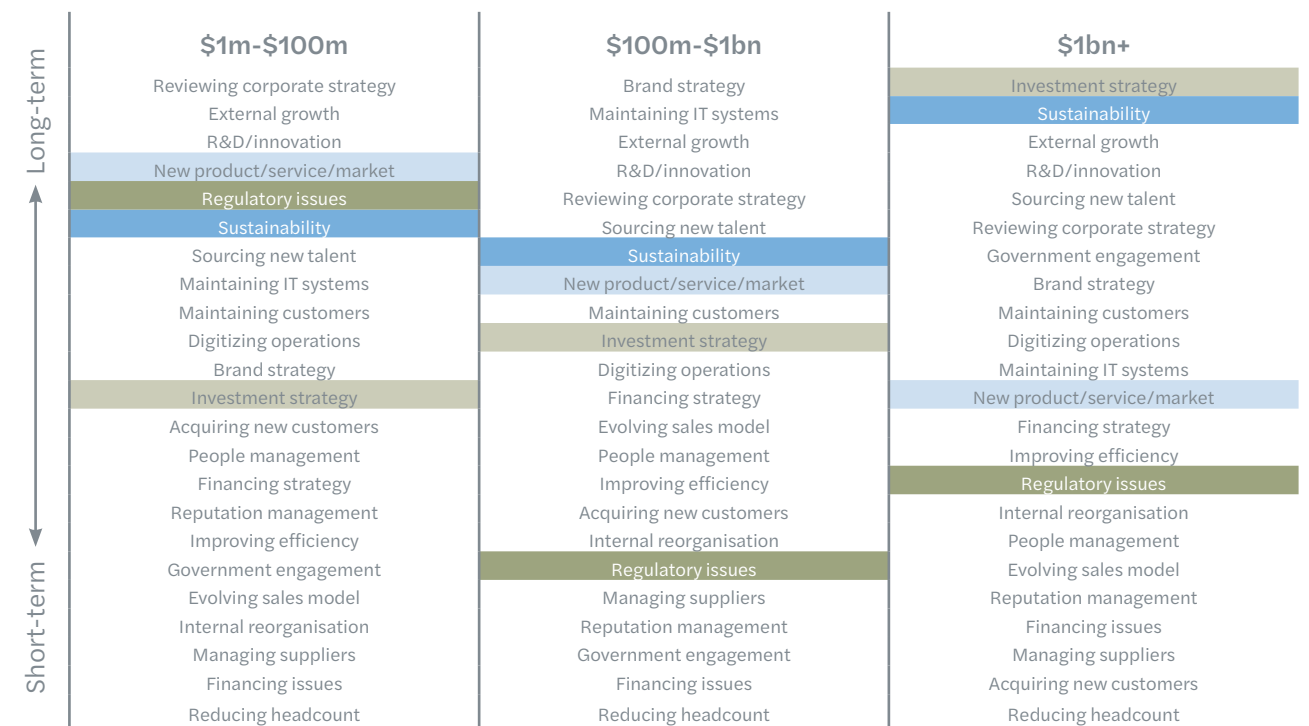 Long-term
Short-term
$1m-$100m
Reviewing corporate strategy
External growth
R&D/innovation
New product/service/market
Regulatory issues
Sustainability
Sourcing new talent
Maintaining IT systems
Maintaining customers
Digitizing operations
Brand strategy
Investment strategy
Acquiring new customers
People management
Financing strategy
Reputation management
Improving efficiency
Government engagement
Evolving sales model
Internal reorganisation
Managing suppliers
Financing issues
Reducing headcount
$100m-$1bn
Brand strategy
Maintaining IT systems
External growth
R&D/innovation
Reviewing corporate strategy
Sourcing new talent
Sustainability
New product/service/market
Maintaining customers
Investment strategy
Digitizing operations
Financing strategy
Evolving sales model
People management
Improving efficiency
Acquiring new customers
Internal reorganisation
Regulatory issues
Managing suppliers
Reputation management
Government engagement
Financing issues
Reducing headcount
$1bn+
Investment strategy
Sustainability
External growth
R&D/innovation
Sourcing new talent
Reviewing corporate strategy
Government engagement
Brand strategy
Maintaining customers
Digitizing operations
Maintaining IT systems
New product/service/market
Financing strategy
Improving efficiency
Regulatory issues
Internal reorganisation
People management
Evolving sales model
Reputation management
Financing issues
Managing suppliers
Acquiring new customers
Reducing headcount